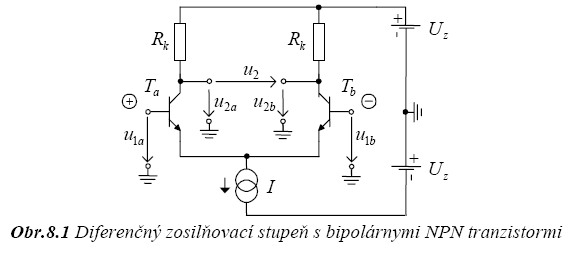 +
R_k
R_k
-
U_z
u_2
T_a
T_b
+
u_2a
u_2b
-
u_1a
u_1b
+
U_z
-
I
Obr.8.1 Diferenčný zosilňovací stupeň s bipolárnymi NPN tranzistormi